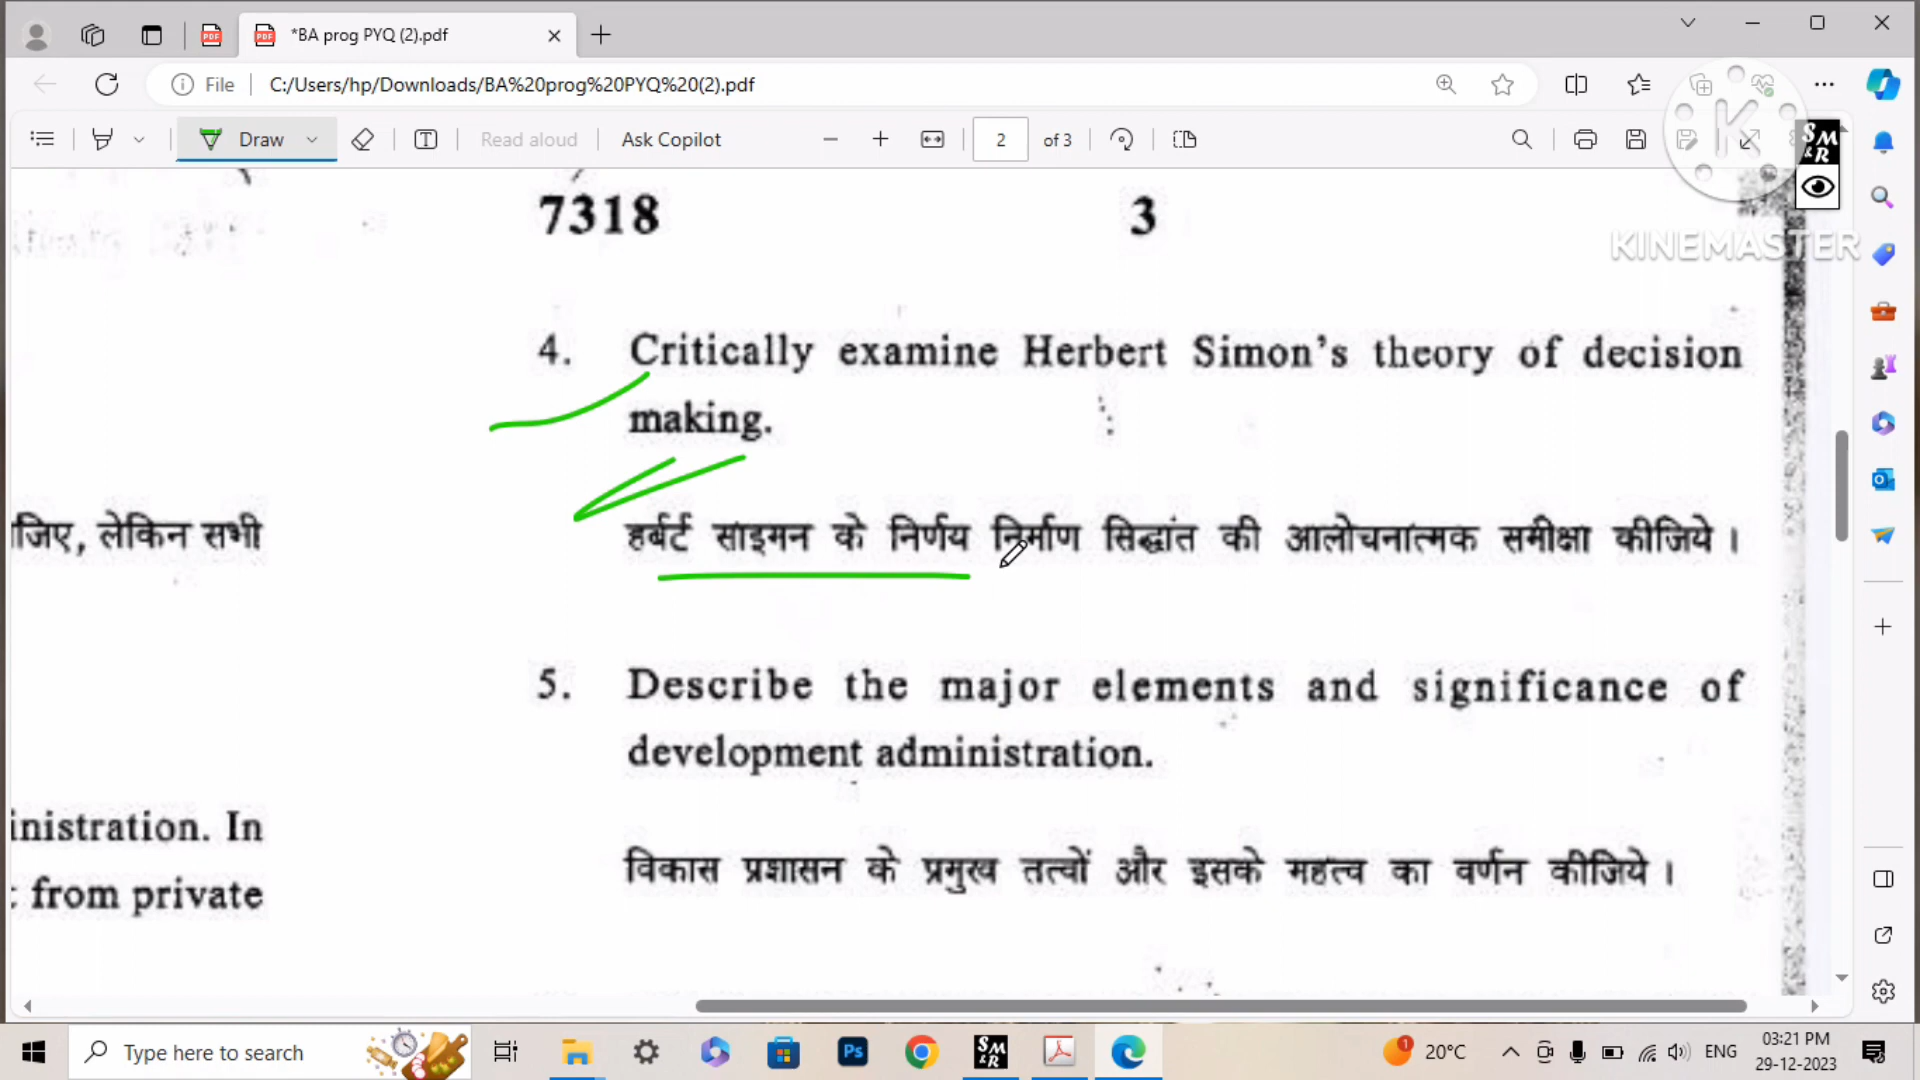 *BA prog PYQ (2).pdf
File C:/Users/hp/Downloads/BA%20prog%20PYQ%20(2).pdf
Draw
Read aloud
Ask Copilot
2 of 3
S
M
&R
KINEMASTER
7318 3
4. Critically examine Herbert Simon's theory of decision
making.
जिए, लेकिन सभी
हर्बर्ट साइमन के निर्णय निर्माण सिद्धांत की आलोचनात्मक समीक्षा कीजिये।
5. Describe the major elements and significance of
development administration.
inistration. In
from private
विकास प्रशासन के प्रमुख तत्वों और इसके महत्व का वर्णन कीजिये।
Type here to search
Ps
S
M
&R
1
20°C
ENG
03:21 PM
29-12-2023